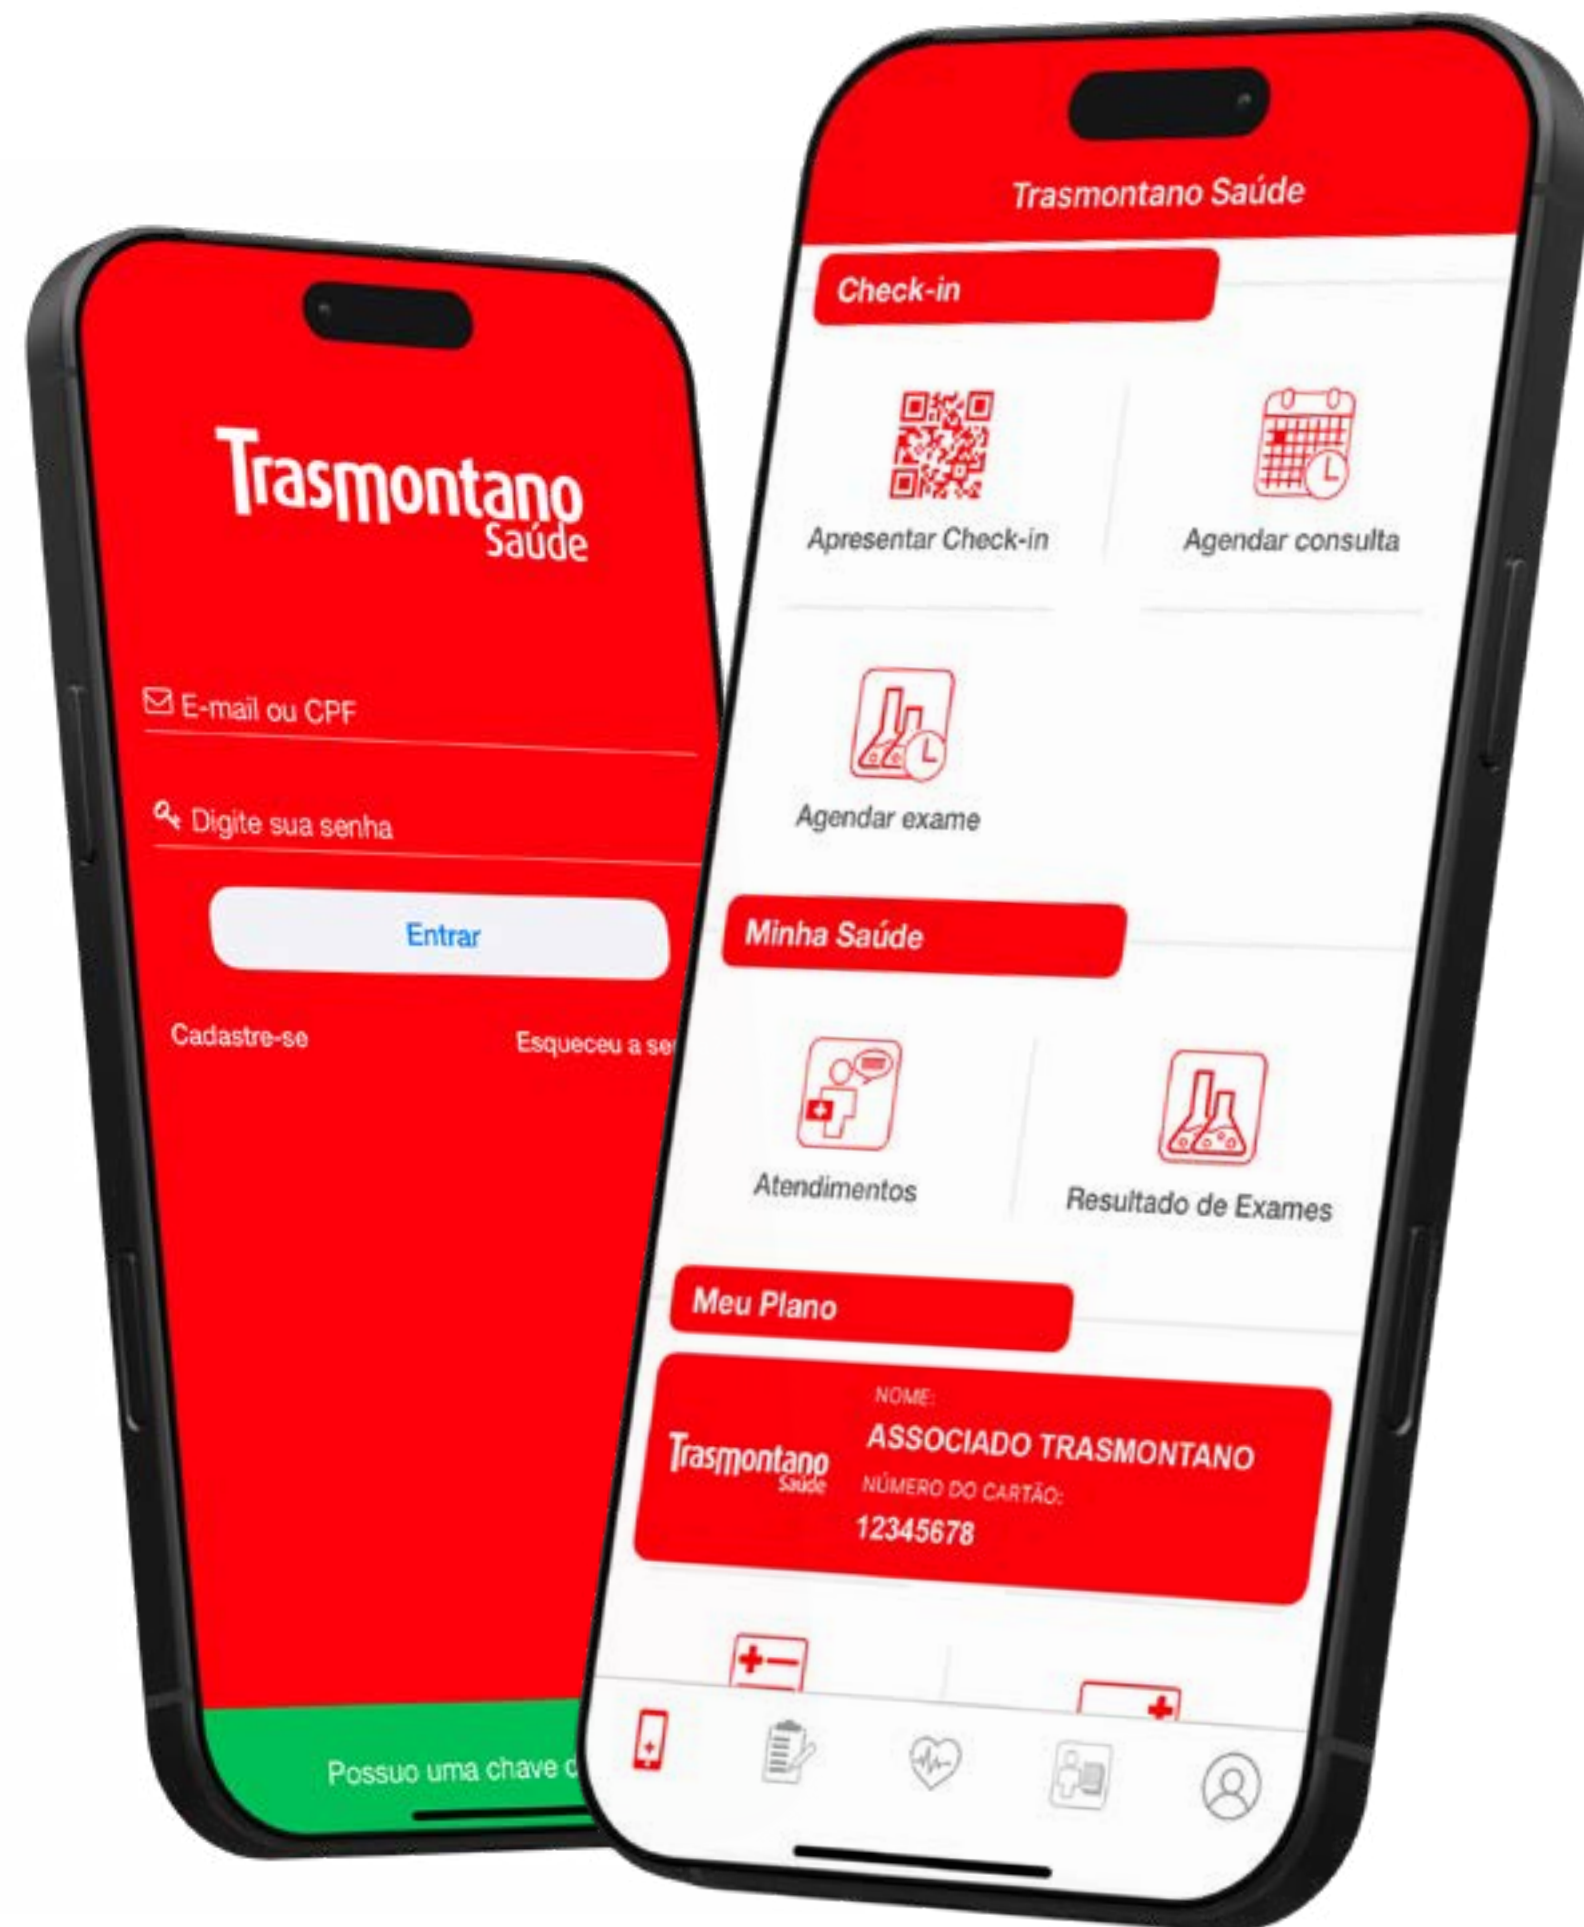 Trasmontano
Saúde
E-mail ou CPF
Digite sua senha
Entrar
Cadastre-se
Esqueceu a
Possuo uma chave
Trasmontano Saúde
Check-in
Apresentar Check-in
Agendar consulta
Agendar exame
Minha Saúde
Atendimentos
Resultado de Exames
Meu Plano
Trasmontano
Saúde
NOME:
ASSOCIADO TRASMONTANO
NÚMERO DO CARTÃO:
12345678